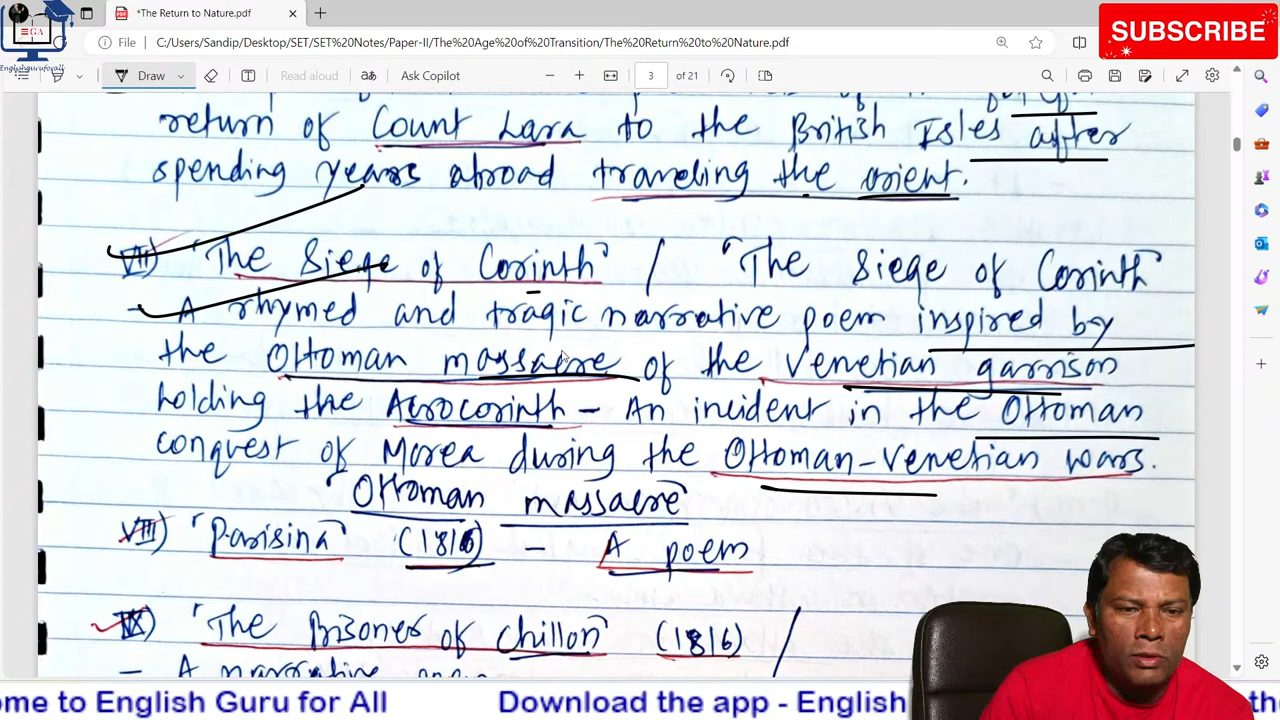 *The Return to Nature.pdf
SUBSCRIBE
EGA
Englishguruforall
File C:/Users/Sandip/Desktop/SET/SET%20Notes/Paper-II/The%20Age%20of%20Transition/The%20Return%20to%20Nature.pdf
Draw Read aloud Ask Copilot 3 of 21
return of Count Lara to the British Isles after
spending years abroad traveling the orient.
VII) "The Siege of Corinth" / "The Siege of Corinth"
- A rhymed and tragic narrative poem inspired by
the Ottoman massacre of the Venetian garrison
holding the Acrocorinth - An incident in the Ottoman
conquest of Morea during the Ottoman-Venetian wars.
"Ottoman massacre"
VIII) "Parisina" (1816) - A poem
IX) "The Prisoner of Chillon" (1816) /
- A narrative
ome to English Guru for All Download the app - English